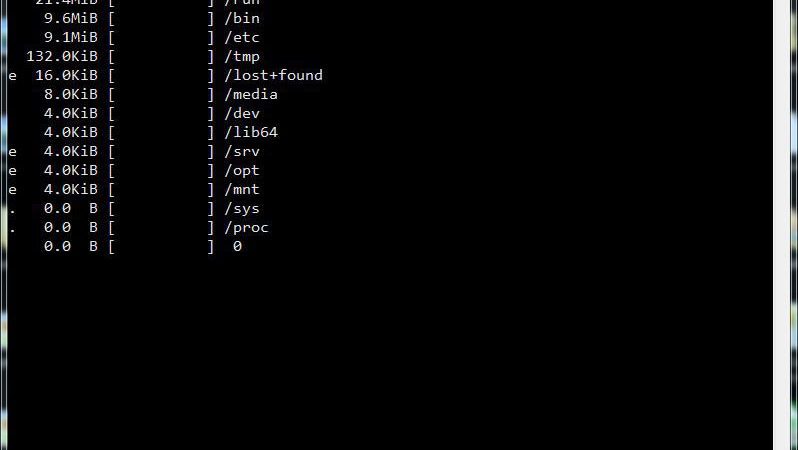 21.4MiB [          ] /run
9.6MiB [          ] /bin
9.1MiB [          ] /etc
132.0KiB [          ] /tmp
e 16.0KiB [          ] /lost+found
8.0KiB [          ] /media
4.0KiB [          ] /dev
4.0KiB [          ] /lib64
e 4.0KiB [          ] /srv
e 4.0KiB [          ] /opt
e 4.0KiB [          ] /mnt
. 0.0  B [          ] /sys
. 0.0  B [          ] /proc
0.0  B [          ]  0